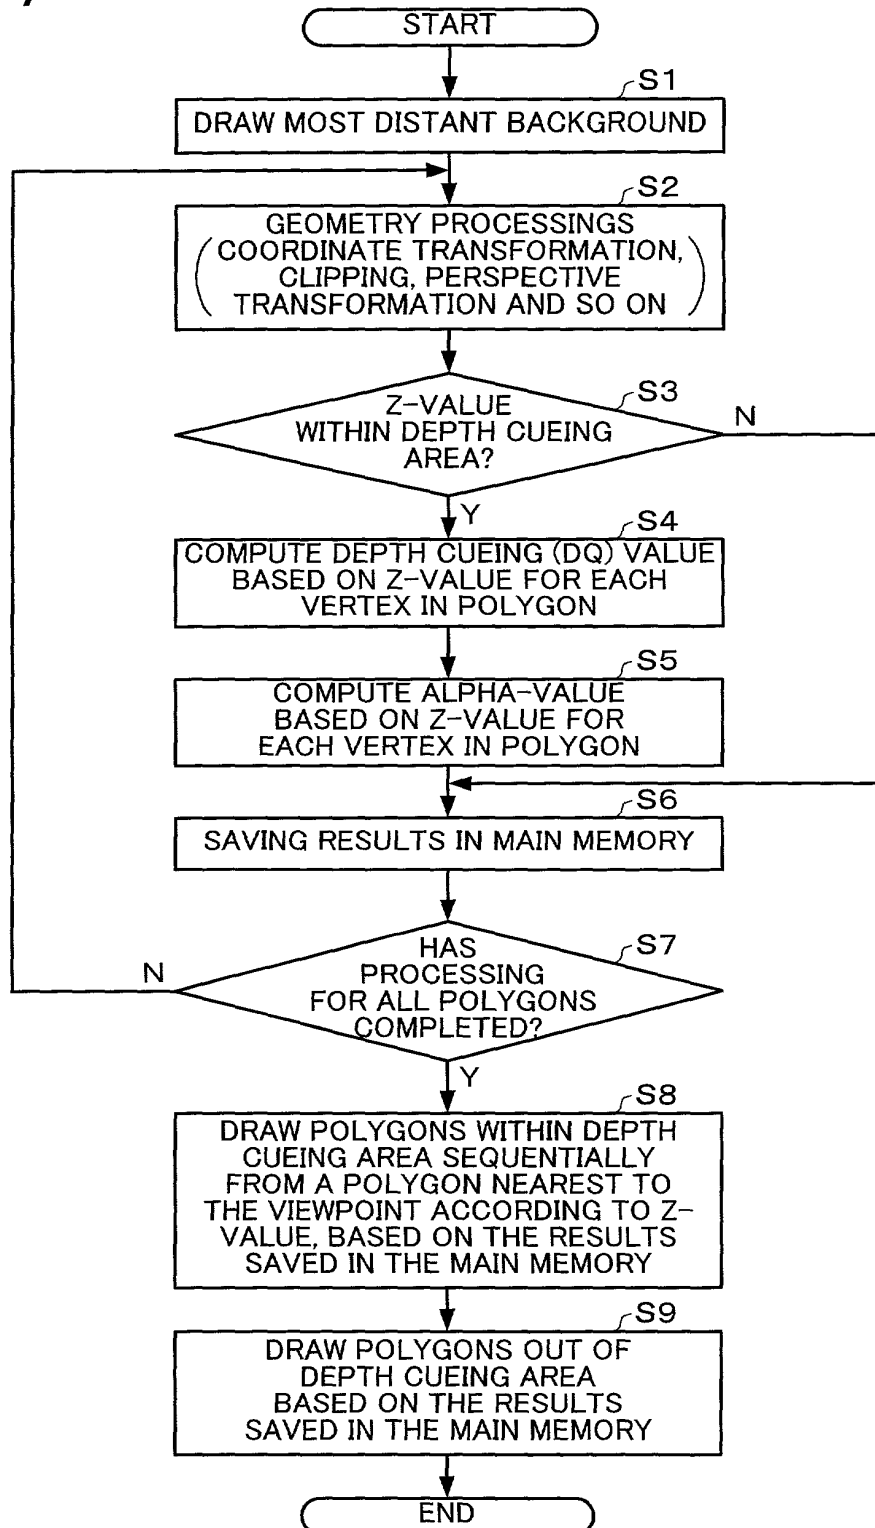 START
S1
DRAW MOST DISTANT BACKGROUND
S2
GEOMETRY PROCESSINGS
(COORDINATE TRANSFORMATION,
CLIPPING, PERSPECTIVE
TRANSFORMATION AND SO ON)
S3
Z-VALUE
WITHIN DEPTH CUEING
AREA?
N
Y
S4
COMPUTE DEPTH CUEING (DQ) VALUE
BASED ON Z-VALUE FOR EACH
VERTEX IN POLYGON
S5
COMPUTE ALPHA-VALUE
BASED ON Z-VALUE FOR
EACH VERTEX IN POLYGON
S6
SAVING RESULTS IN MAIN MEMORY
S7
HAS
PROCESSING
FOR ALL POLYGONS
COMPLETED?
N
Y
S8
DRAW POLYGONS WITHIN DEPTH
CUEING AREA SEQUENTIALLY
FROM A POLYGON NEAREST TO
THE VIEWPOINT ACCORDING TO Z-
VALUE, BASED ON THE RESULTS
SAVED IN THE MAIN MEMORY
S9
DRAW POLYGONS OUT OF
DEPTH CUEING AREA
BASED ON THE RESULTS
SAVED IN THE MAIN MEMORY
END